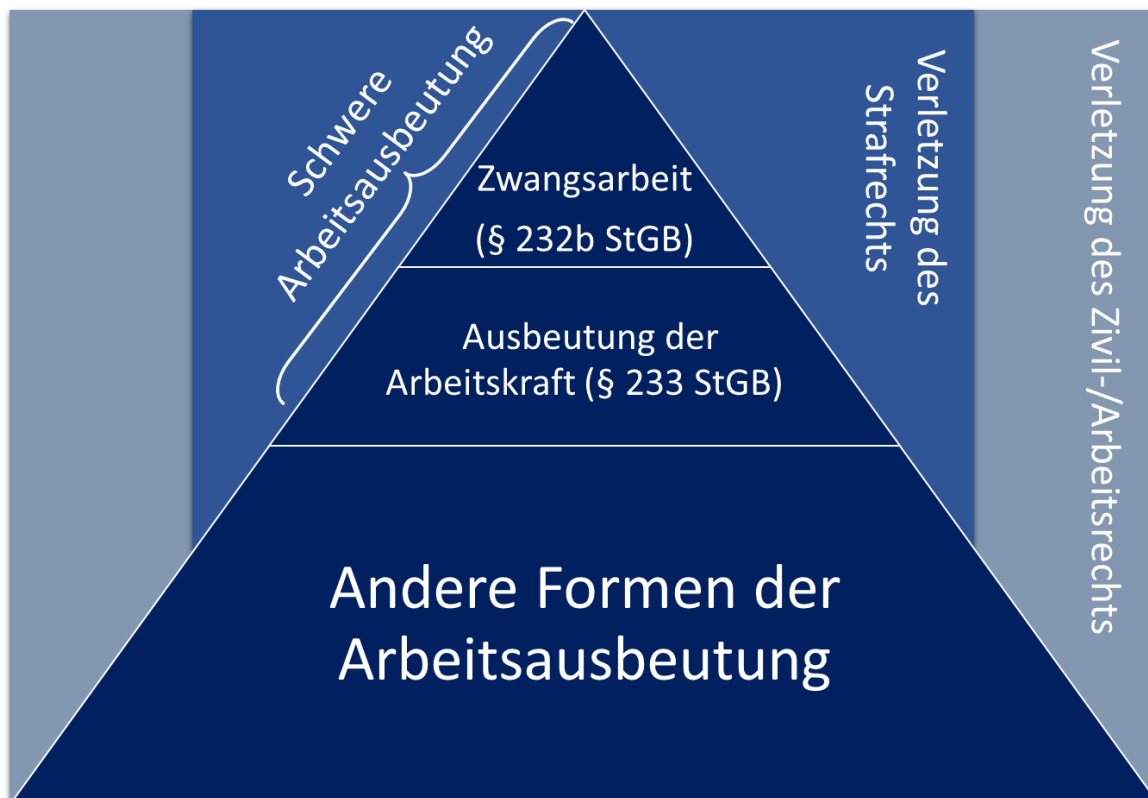 Schwere
Arbeitsausbeutung
Zwangsarbeit
(§ 232b StGB)
Ausbeutung der
Arbeitskraft (§ 233 StGB)
Andere Formen der
Arbeitsausbeutung
Verletzung des
Strafrechts
Verletzung des Zivil-/Arbeitsrechts